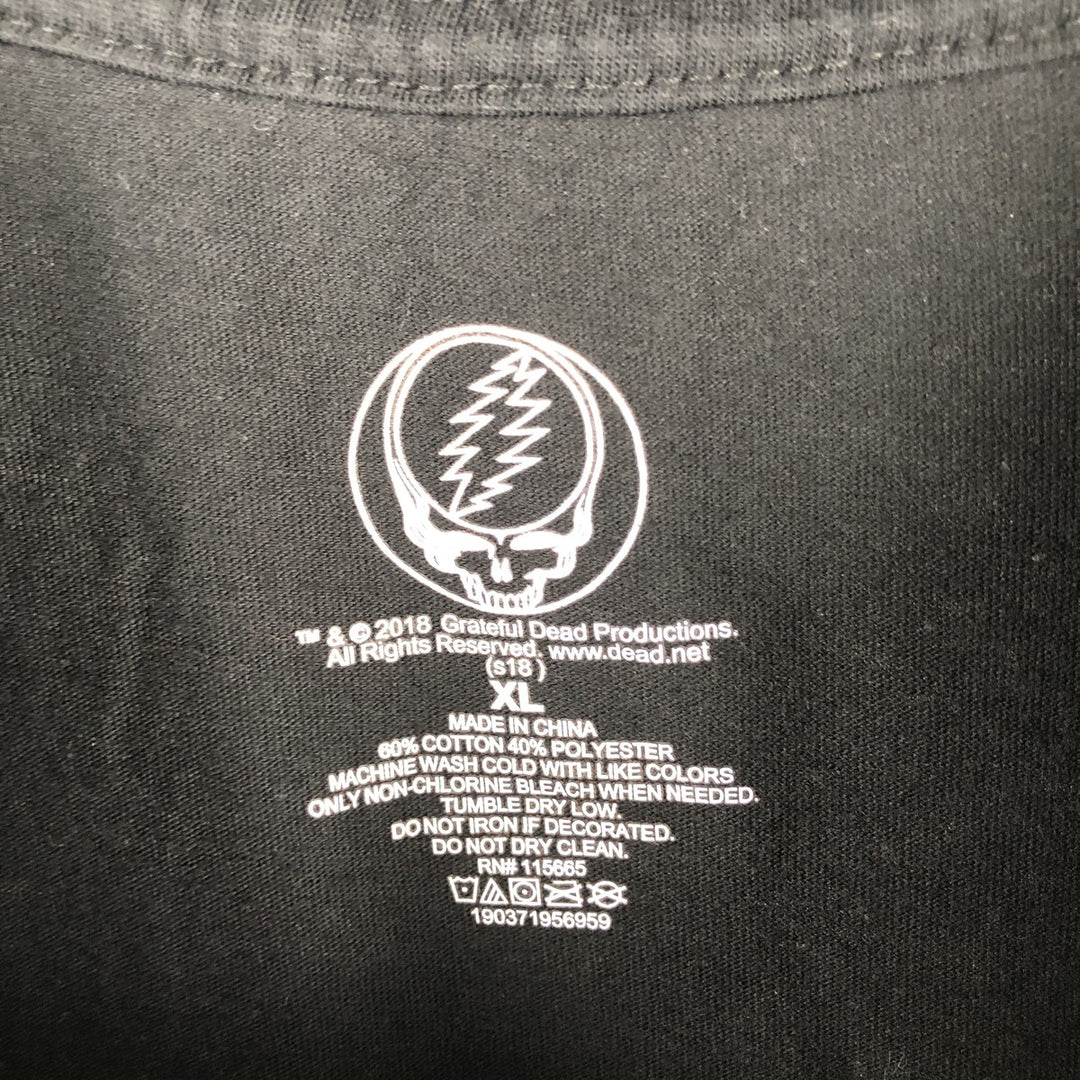 ™ & © 2018 Grateful Dead Productions.
All Rights Reserved. www.dead.net
(s18 )
XL
MADE IN CHINA
60% COTTON 40% POLYESTER
MACHINE WASH COLD WITH LIKE COLORS
ONLY NON-CHLORINE BLEACH WHEN NEEDED.
TUMBLE DRY LOW.
DO NOT IRON IF DECORATED.
DO NOT DRY CLEAN.
RN# 115665
190371956959